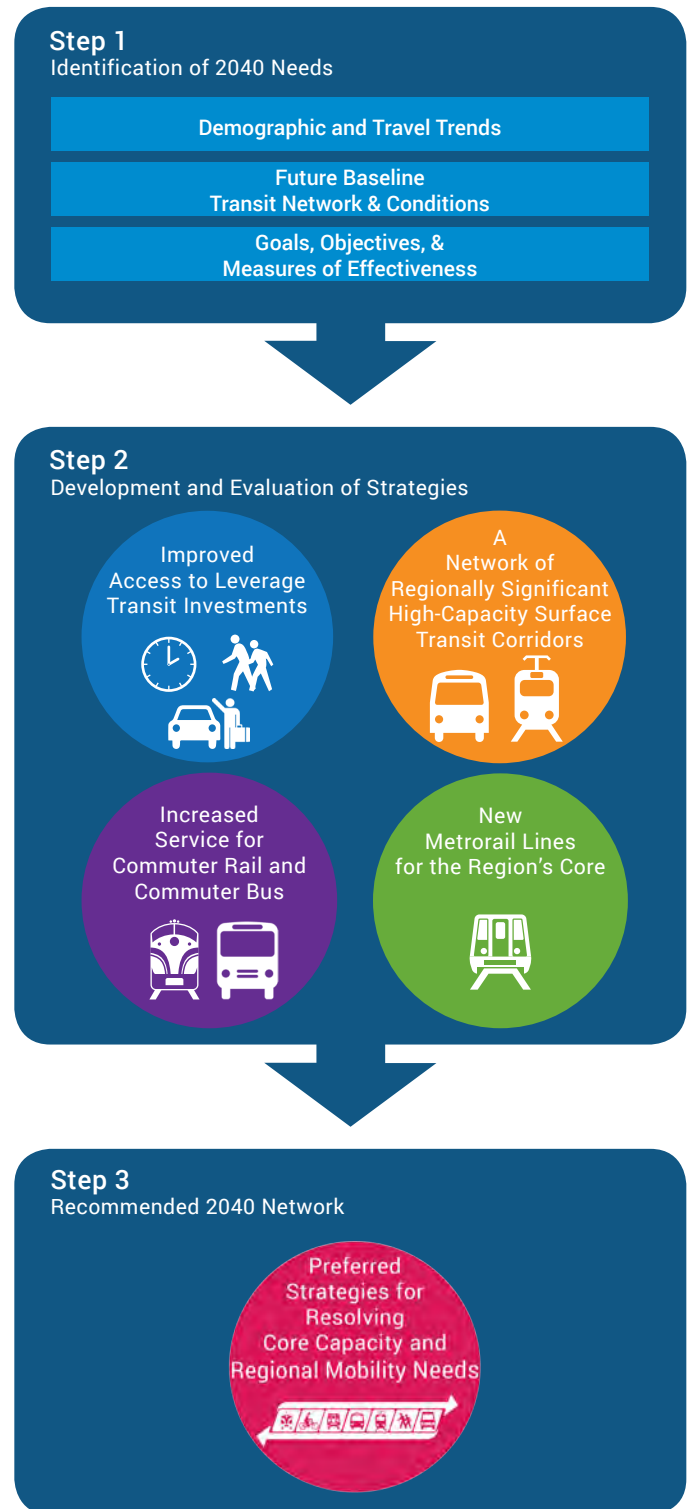 Step 1
Identification of 2040 Needs
Demographic and Travel Trends
Future Baseline
Transit Network & Conditions
Goals, Objectives, &
Measures of Effectiveness
Step 2
Development and Evaluation of Strategies
Improved
Access to Leverage
Transit Investments
A
Network of
Regionally Significant
High-Capacity Surface
Transit Corridors
Increased
Service for
Commuter Rail and
Commuter Bus
New
Metrorail Lines
for the Region's Core
Step 3
Recommended 2040 Network
Preferred
Strategies for
Resolving
Core Capacity and
Regional Mobility Needs